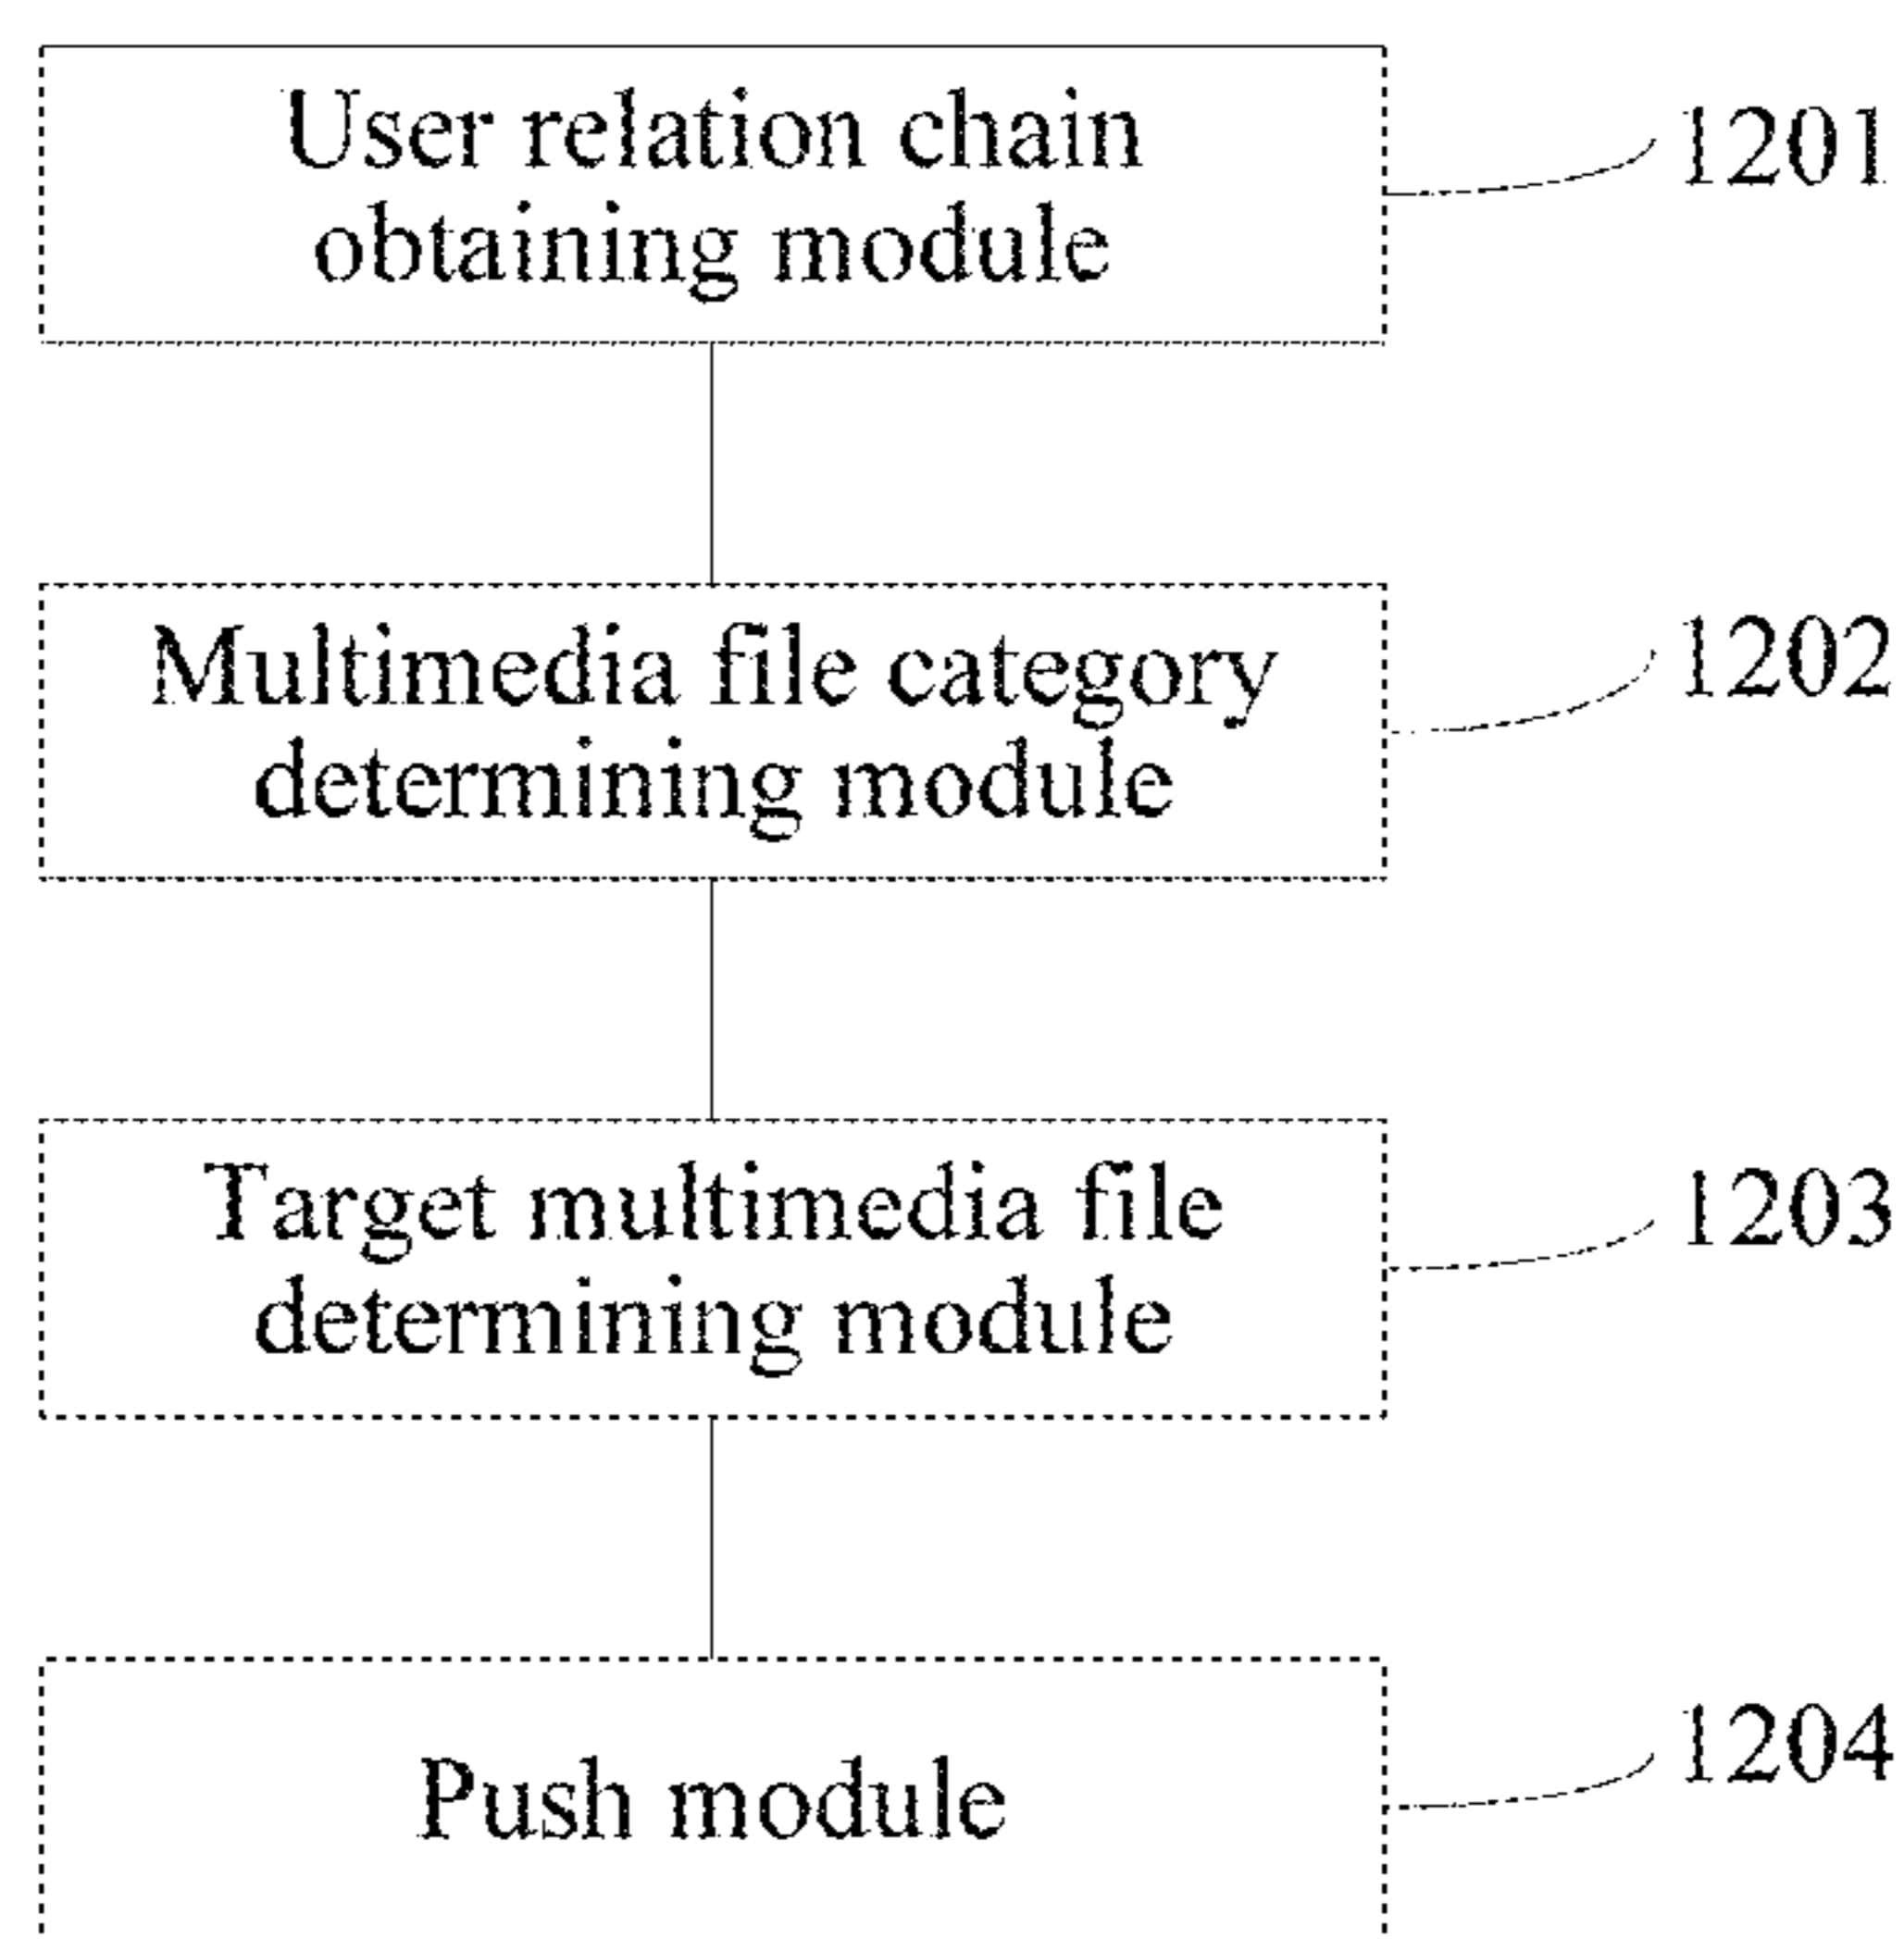 User relation chain
obtaining module
1201
Multimedia file category
determining module
1202
Target multimedia file
determining module
1203
Push module
1204